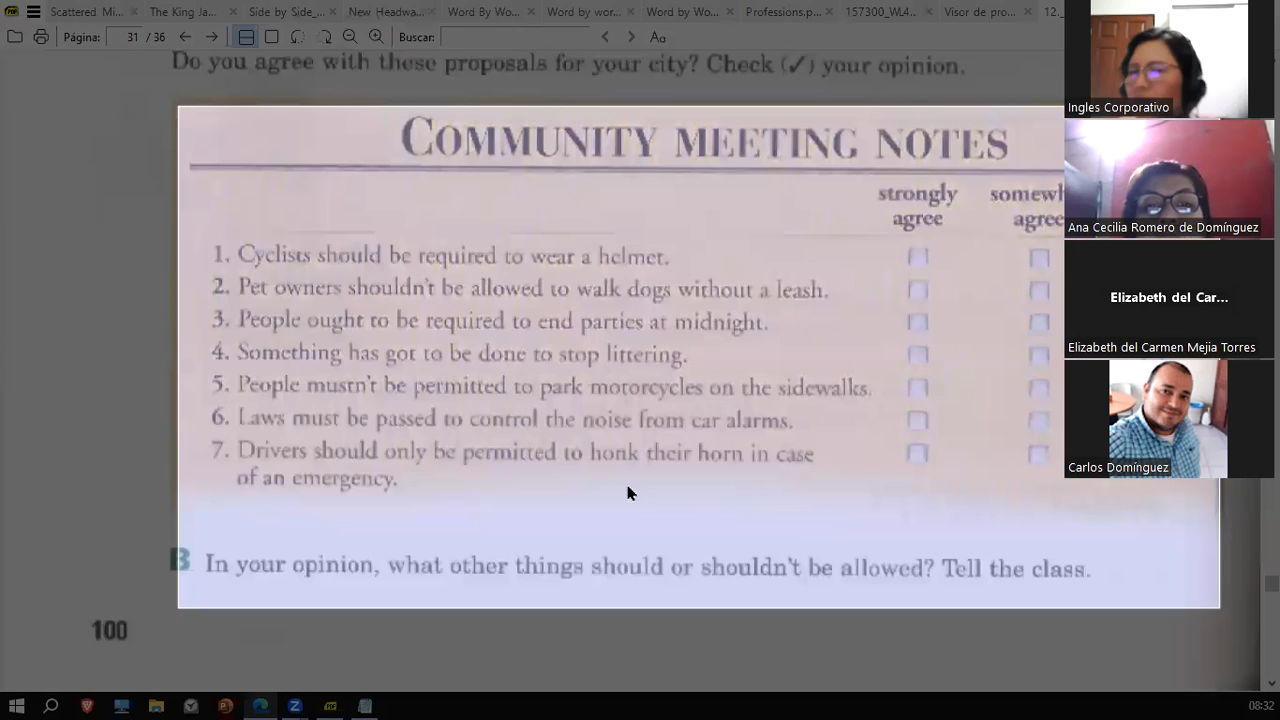 Scattered Mi...
The King Ja...
Side by Side_...
New Headwa...
Word By Wo...
Word by wor...
Word by Wo...
Professions.p...
157300_WL4...
Visor de pro...
12._
Página: 31 / 36
Buscar:
Aa
Do you agree with these proposals for your city? Check (✓) your opinion.
COMMUNITY MEETING NOTES
strongly agree
somewh
agree
1. Cyclists should be required to wear a helmet.
2. Pet owners shouldn't be allowed to walk dogs without a leash.
3. People ought to be required to end parties at midnight.
4. Something has got to be done to stop littering.
5. People mustn't be permitted to park motorcycles on the sidewalks.
6. Laws must be passed to control the noise from car alarms.
7. Drivers should only be permitted to honk their horn in case
of an emergency.
B In your opinion, what other things should or shouldn't be allowed? Tell the class.
100
Ingles Corporativo
Ana Cecilia Romero de Domínguez
Elizabeth del Car...
Elizabeth del Carmen Mejia Torres
Carlos Domínguez
08:32